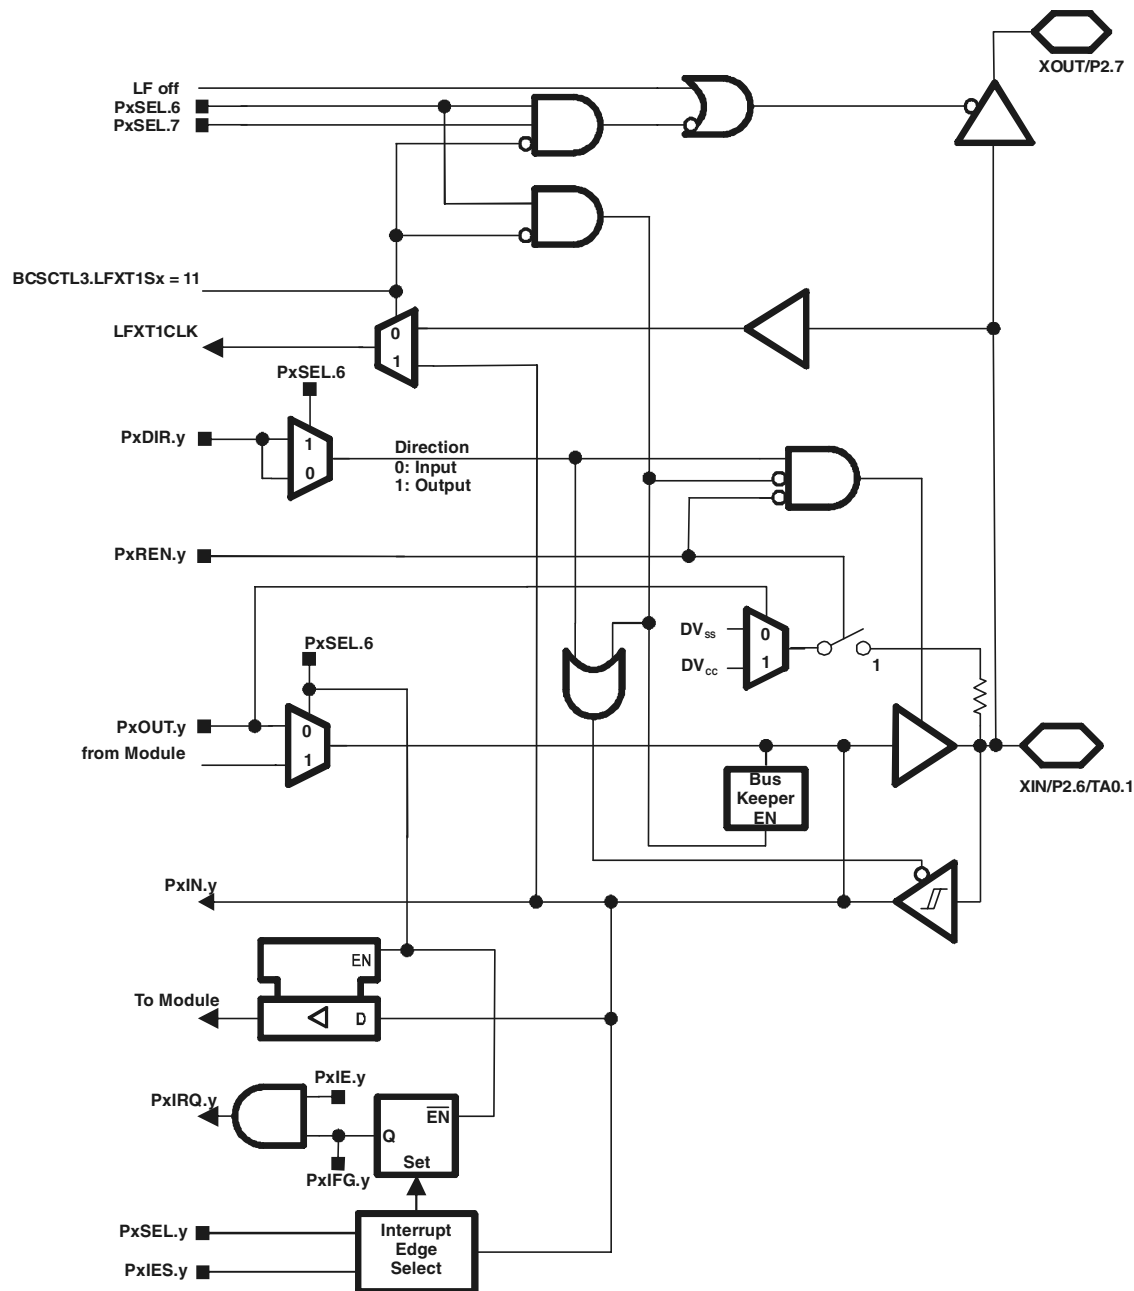 XOUT/P2.7
LF off
PxSEL.6
PxSEL.7
BCSCTL3.LFXT1Sx = 11
LFXT1CLK
0
1
PxSEL.6
PxDIR.y
1
0
Direction
0: Input
1: Output
PxREN.y
DVSS
0
DVCC
1
1
PxSEL.6
PxOUT.y
0
from Module
1
Bus
Keeper
EN
XIN/P2.6/TA0.1
PxIN.y
EN
To Module
D
PxIE.y
PxIRQ.y
EN
Q
Set
PxIFG.y
PxSEL.y
PxIES.y
Interrupt
Edge
Select